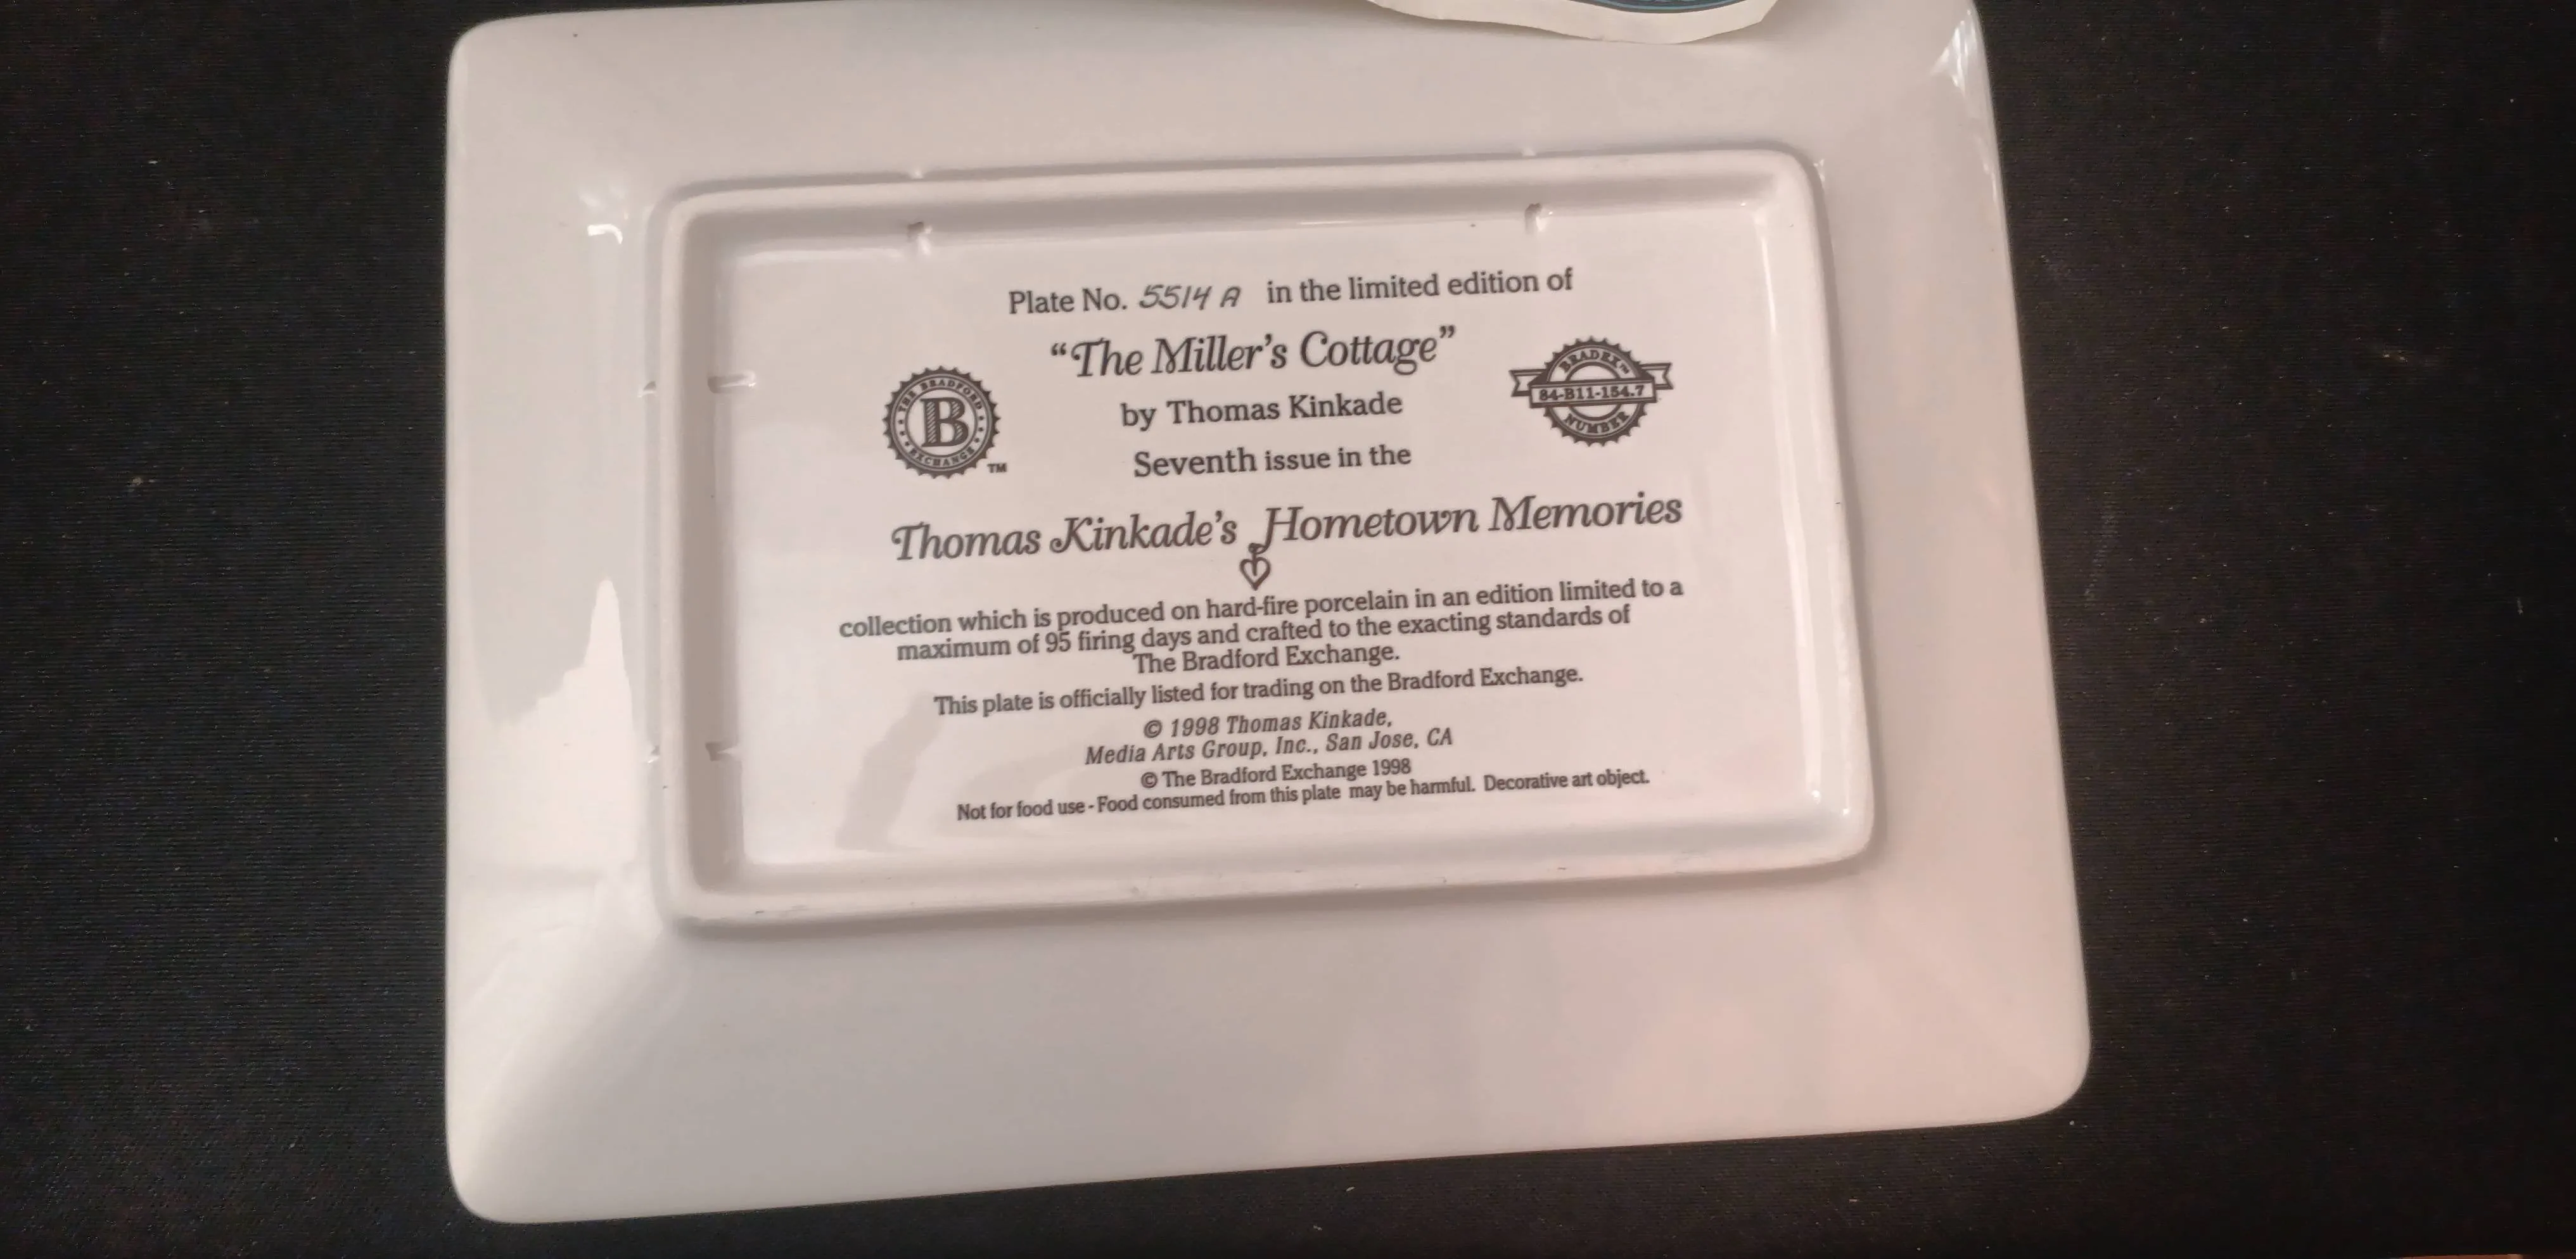 Plate No. 5514 A in the limited edition of
“The Miller’s Cottage”
by Thomas Kinkade
Seventh issue in the
THE BRADFORD EXCHANGE
B
TM
BRADEX™
84-B11-154.7
NUMBER
Thomas Kinkade’s Hometown Memories
collection which is produced on hard-fire porcelain in an edition limited to a
maximum of 95 firing days and crafted to the exacting standards of
The Bradford Exchange.
This plate is officially listed for trading on the Bradford Exchange.
© 1998 Thomas Kinkade,
Media Arts Group, Inc., San Jose, CA
© The Bradford Exchange 1998
Not for food use - Food consumed from this plate may be harmful. Decorative art object.